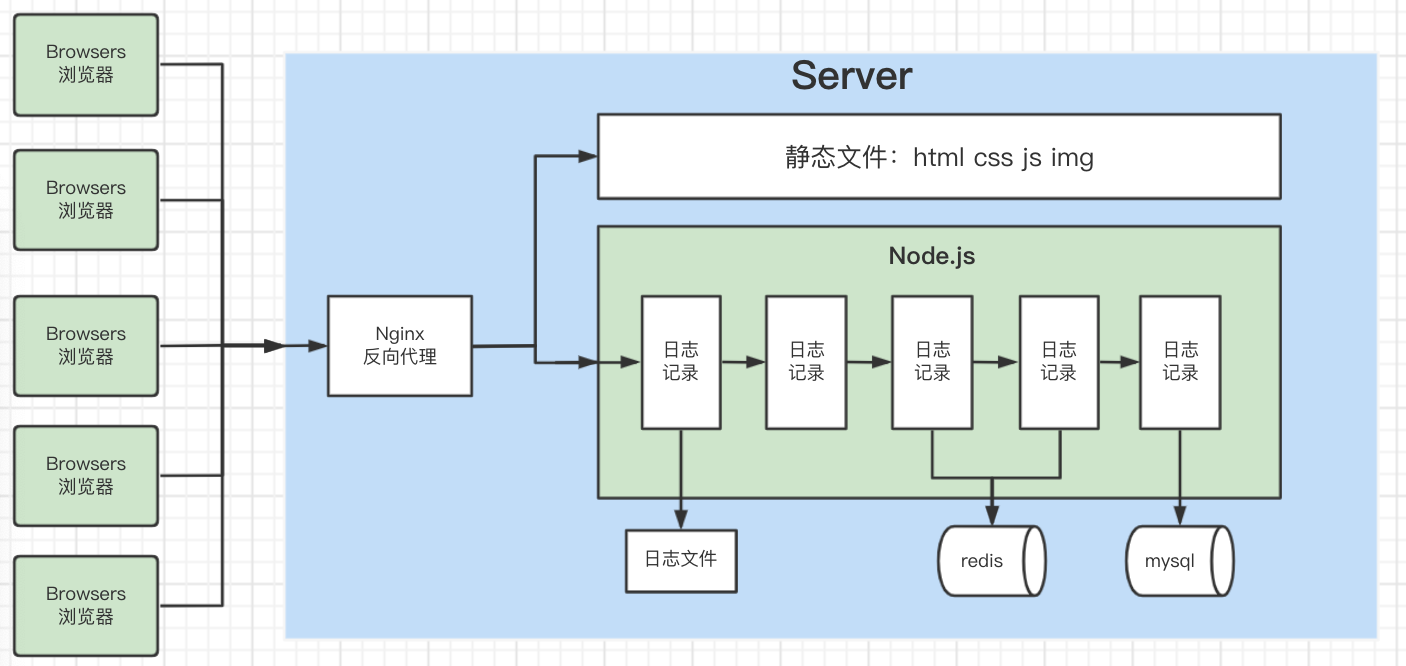 Browsers
浏览器
Browsers
浏览器
Browsers
浏览器
Browsers
浏览器
Browsers
浏览器
Server
静态文件：html css js img
Nginx
反向代理
Node.js
日志
记录
日志
记录
日志
记录
日志
记录
日志
记录
日志文件
redis
mysql